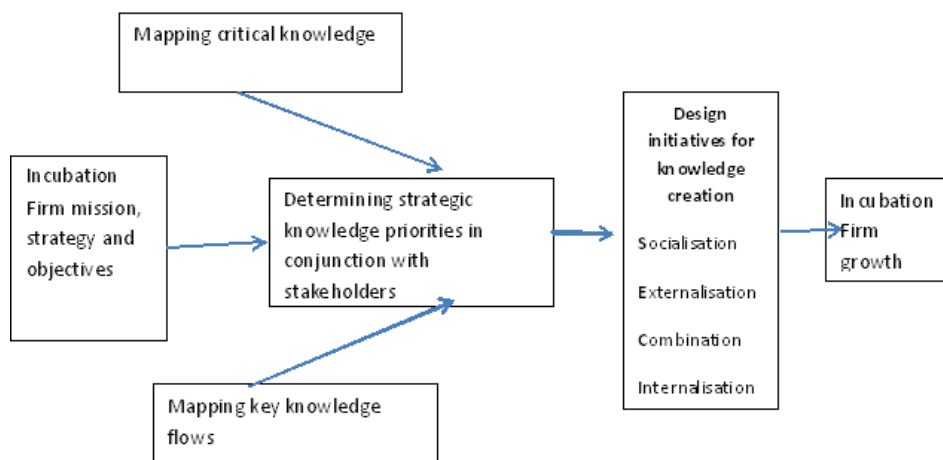 Mapping critical knowledge
Incubation
Firm mission,
strategy and
objectives
Determining strategic
knowledge priorities in
conjunction with
stakeholders
Mapping key knowledge
flows
Design
initiatives for
knowledge
creation
Socialisation
Externalisation
Combination
Internalisation
Incubation
Firm
growth